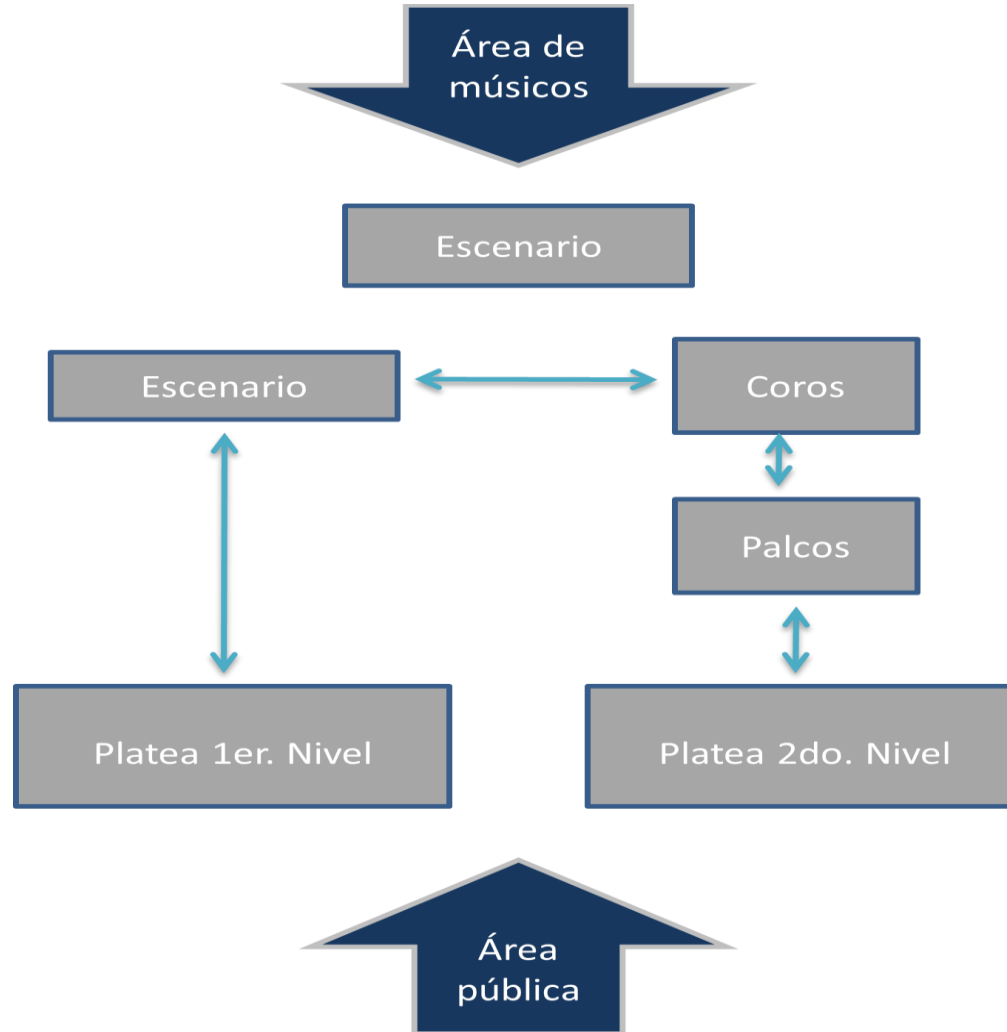 Área de
músicos
Escenario
Escenario
Coros
Palcos
Platea 1er. Nivel
Platea 2do. Nivel
Área
pública